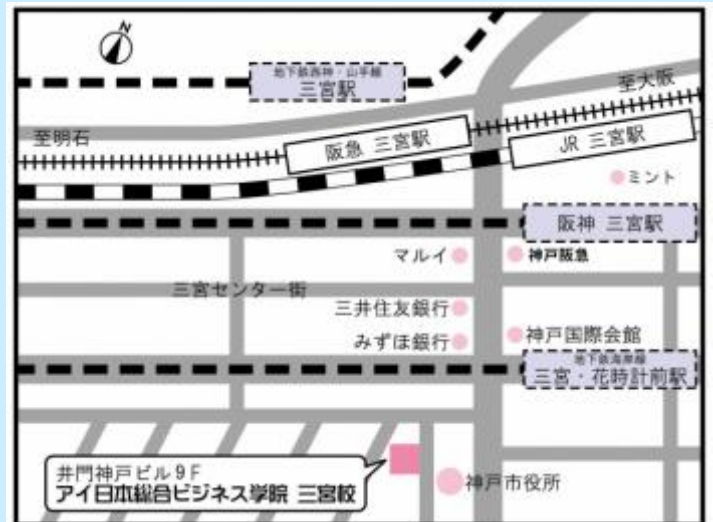 N
地下鉄西神・山手線
三宮駅
至大阪
至明石
阪急 三宮駅
JR 三宮駅
ミント
阪神 三宮駅
マルイ
神戸阪急
三宮センター街
三井住友銀行
みずほ銀行
神戸国際会館
地下鉄海岸線
三宮・花時計前駅
井門神戸ビル9F
アイ日本総合ビジネス学院 三宮校
神戸市役所